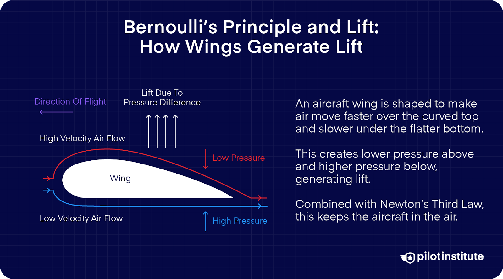 Bernoulli's Principle and Lift:
How Wings Generate Lift
Direction Of Flight
Lift Due To
Pressure Difference
High Velocity Air Flow
Low Pressure
Wing
Low Velocity Air Flow
High Pressure
An aircraft wing is shaped to make
air move faster over the curved top
and slower under the flatter bottom.
This creates lower pressure above
and higher pressure below,
generating lift.
Combined with Newton's Third Law,
this keeps the aircraft in the air.
pilotinstitute